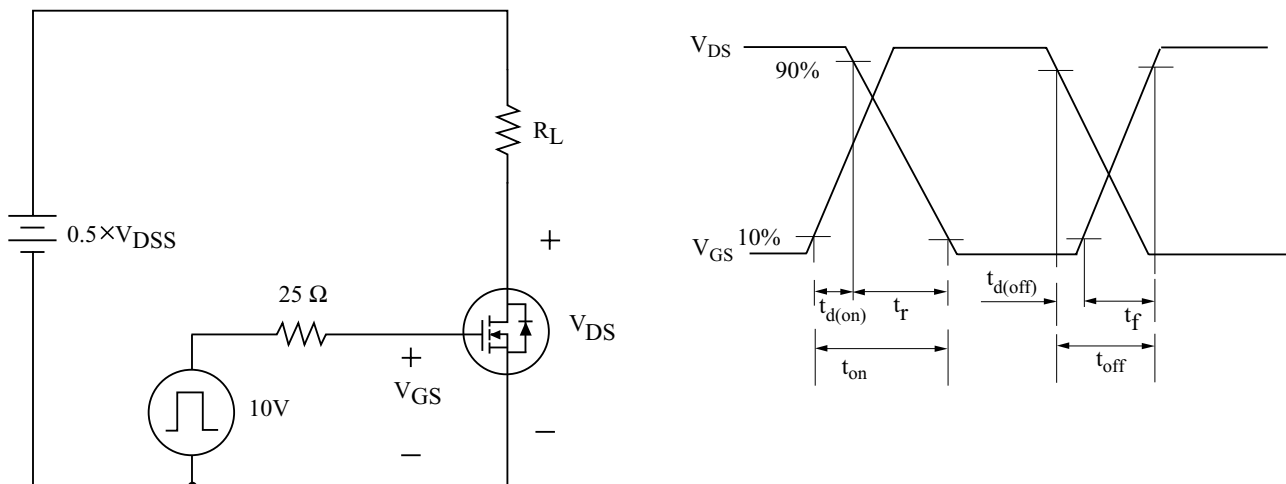 R_L
0.5×V_DSS
+
25 Ω
V_DS
+
V_GS
10V
−
−
V_DS
90%
V_GS
10%
t_d(on)
t_r
t_on
t_d(off)
t_f
t_off